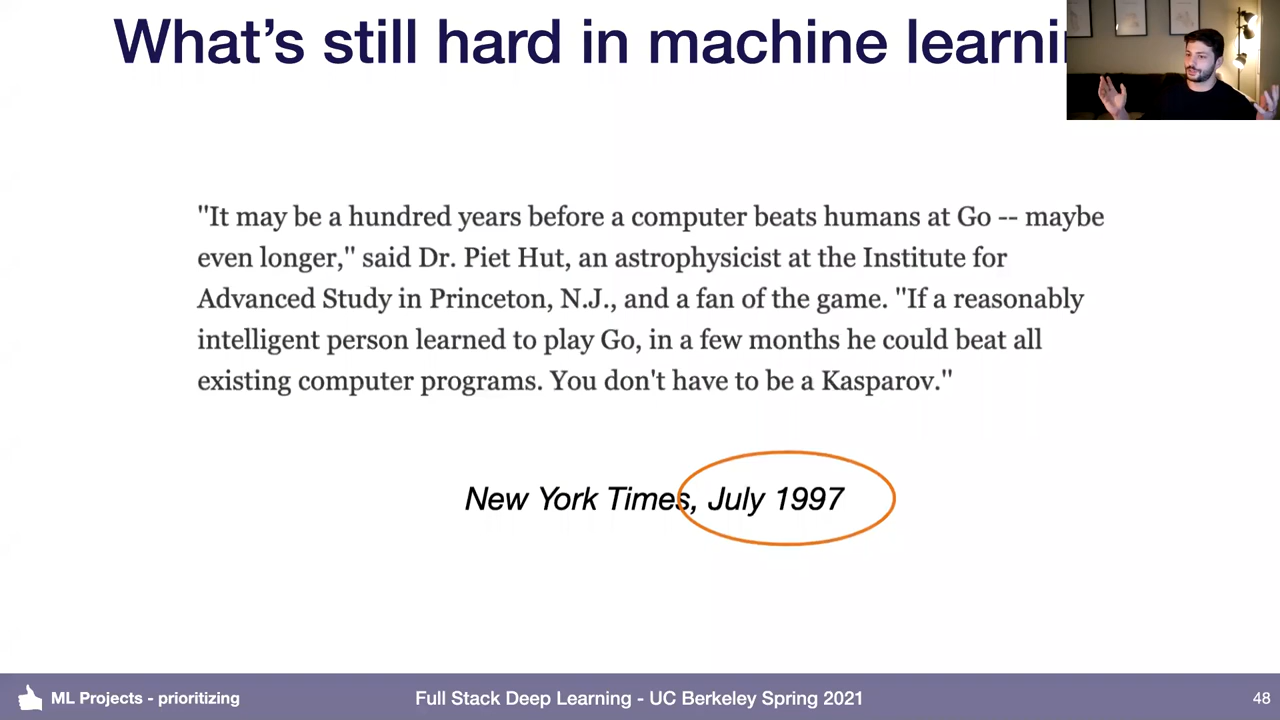 What's still hard in machine
"It may be a hundred years before a computer beats humans at Go -- maybe
even longer," said Dr. Piet Hut, an astrophysicist at the Institute for
Advanced Study in Princeton, N.J., and a fan of the game. "If a reasonably
intelligent person learned to play Go, in a few months he could beat all
existing computer programs. You don't have to be a Kasparov."
New York Times, July 1997
ML Projects - prioritizing
Full Stack Deep Learning - UC Berkeley Spring 2021
48